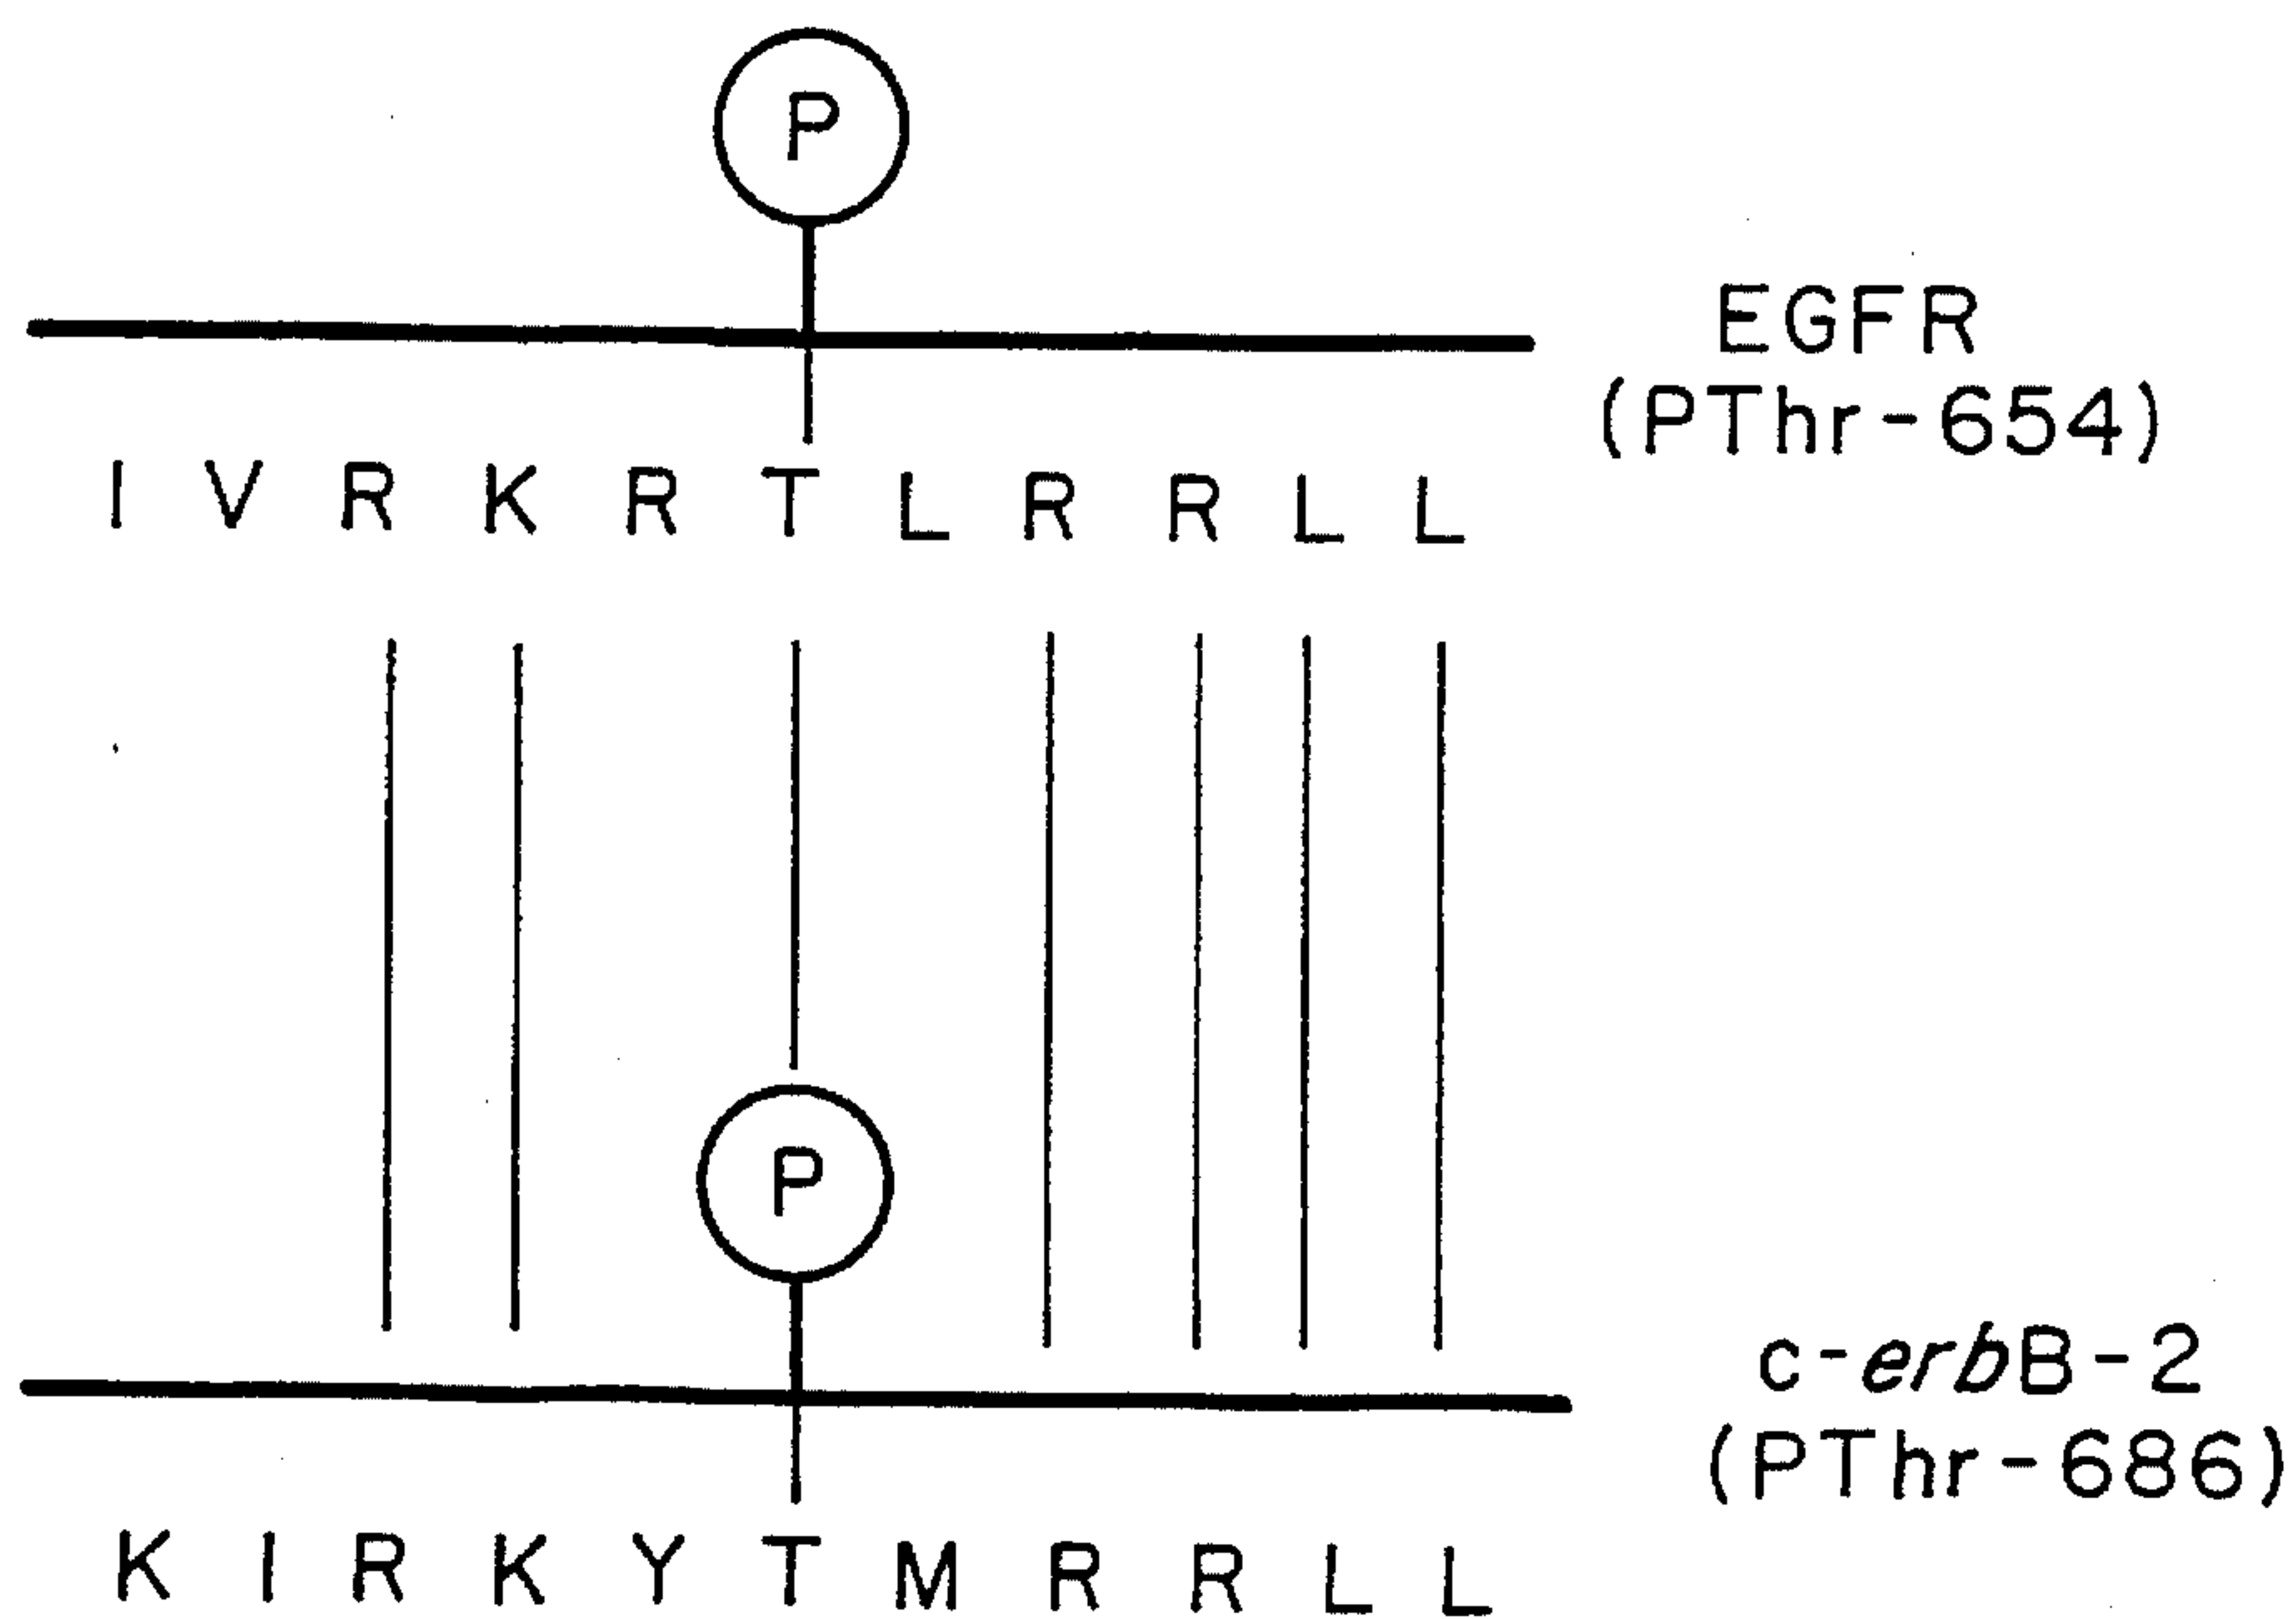 P
EGFR
(PThr-654)
I V R K R T L R R L L
P
c-erbB-2
(PThr-686)
K I R K Y T M R R L L